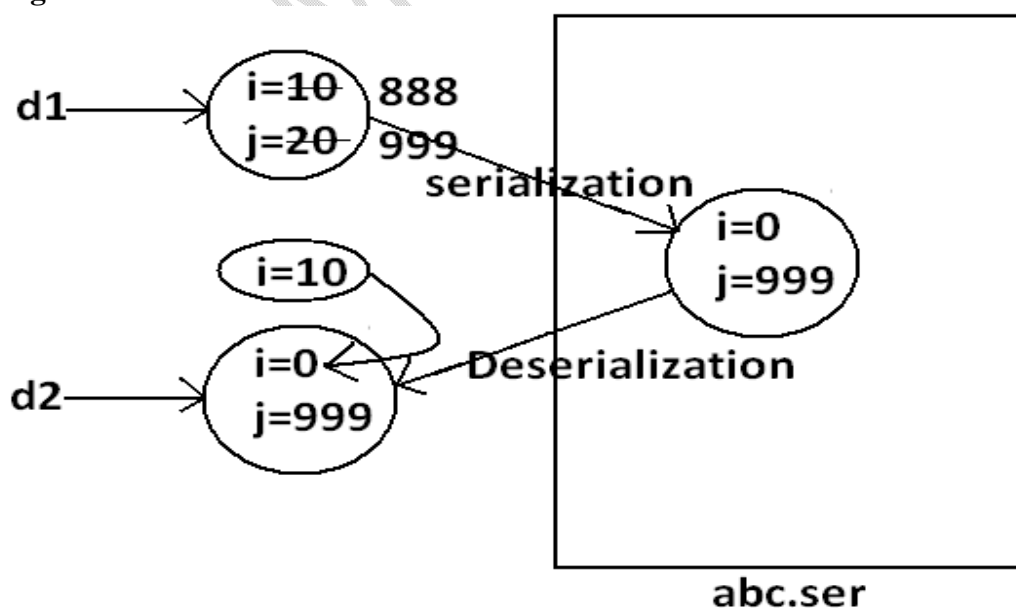 d1
i=10 888
j=20 999
serialization
i=0
j=999
i=10
Deserialization
d2
i=0
j=999
abc.ser